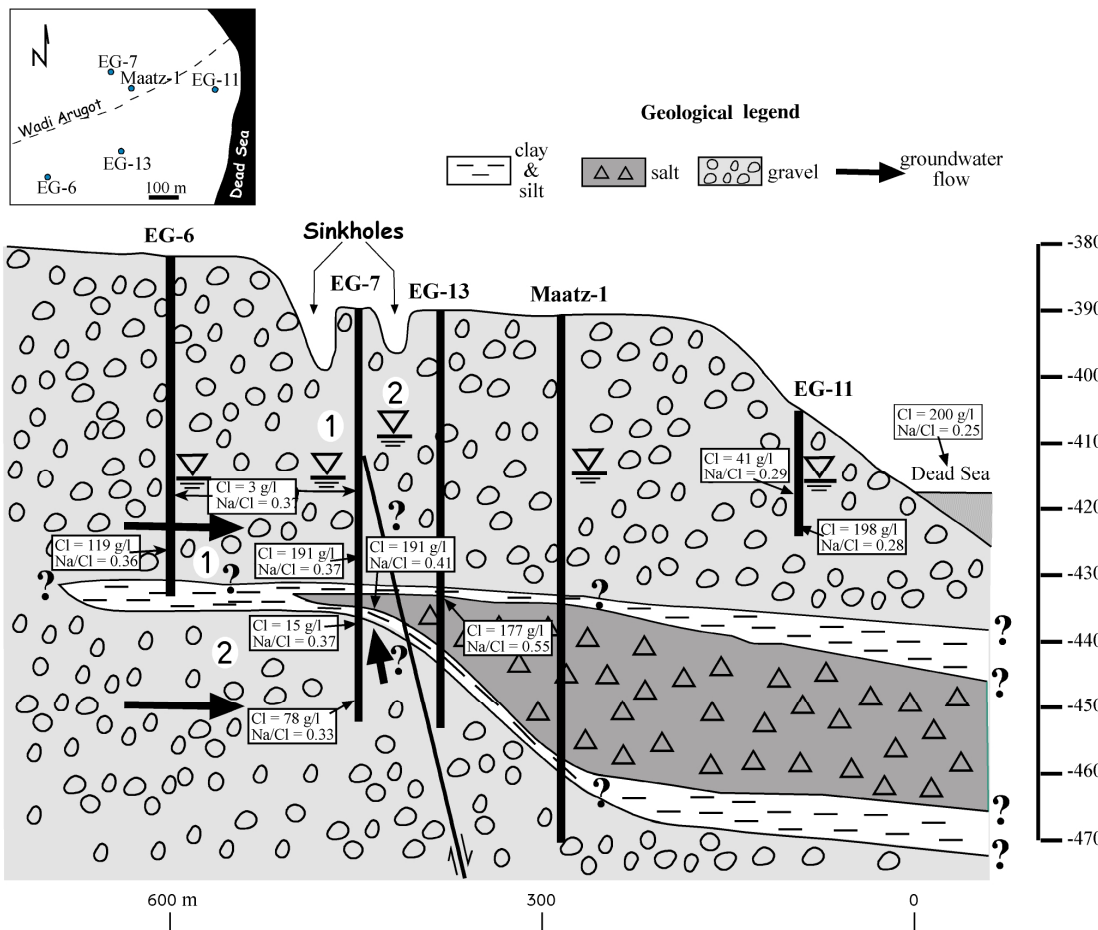 N
EG-7
Maatz-1
EG-11
Wadi Arugot
EG-13
EG-6
100 m
Dead Sea
Geological legend
clay
&
silt
salt
gravel
groundwater
flow
EG-6
Sinkholes
EG-7
EG-13
Maatz-1
EG-11
-380
-390
-400
-410
-420
-430
-440
-450
-460
-470
Cl = 200 g/l
Na/Cl = 0.25
Dead Sea
2
1
Cl = 41 g/l
Na/Cl = 0.29
Cl = 3 g/l
Na/Cl = 0.37
?
Cl = 198 g/l
Na/Cl = 0.28
Cl = 119 g/l
Na/Cl = 0.36
1
Cl = 191 g/l
Na/Cl = 0.37
Cl = 191 g/l
Na/Cl = 0.41
?
?
?
Cl = 15 g/l
Na/Cl = 0.37
Cl = 177 g/l
Na/Cl = 0.55
?
2
?
?
Cl = 78 g/l
Na/Cl = 0.33
?
?
?
600 m
300
0